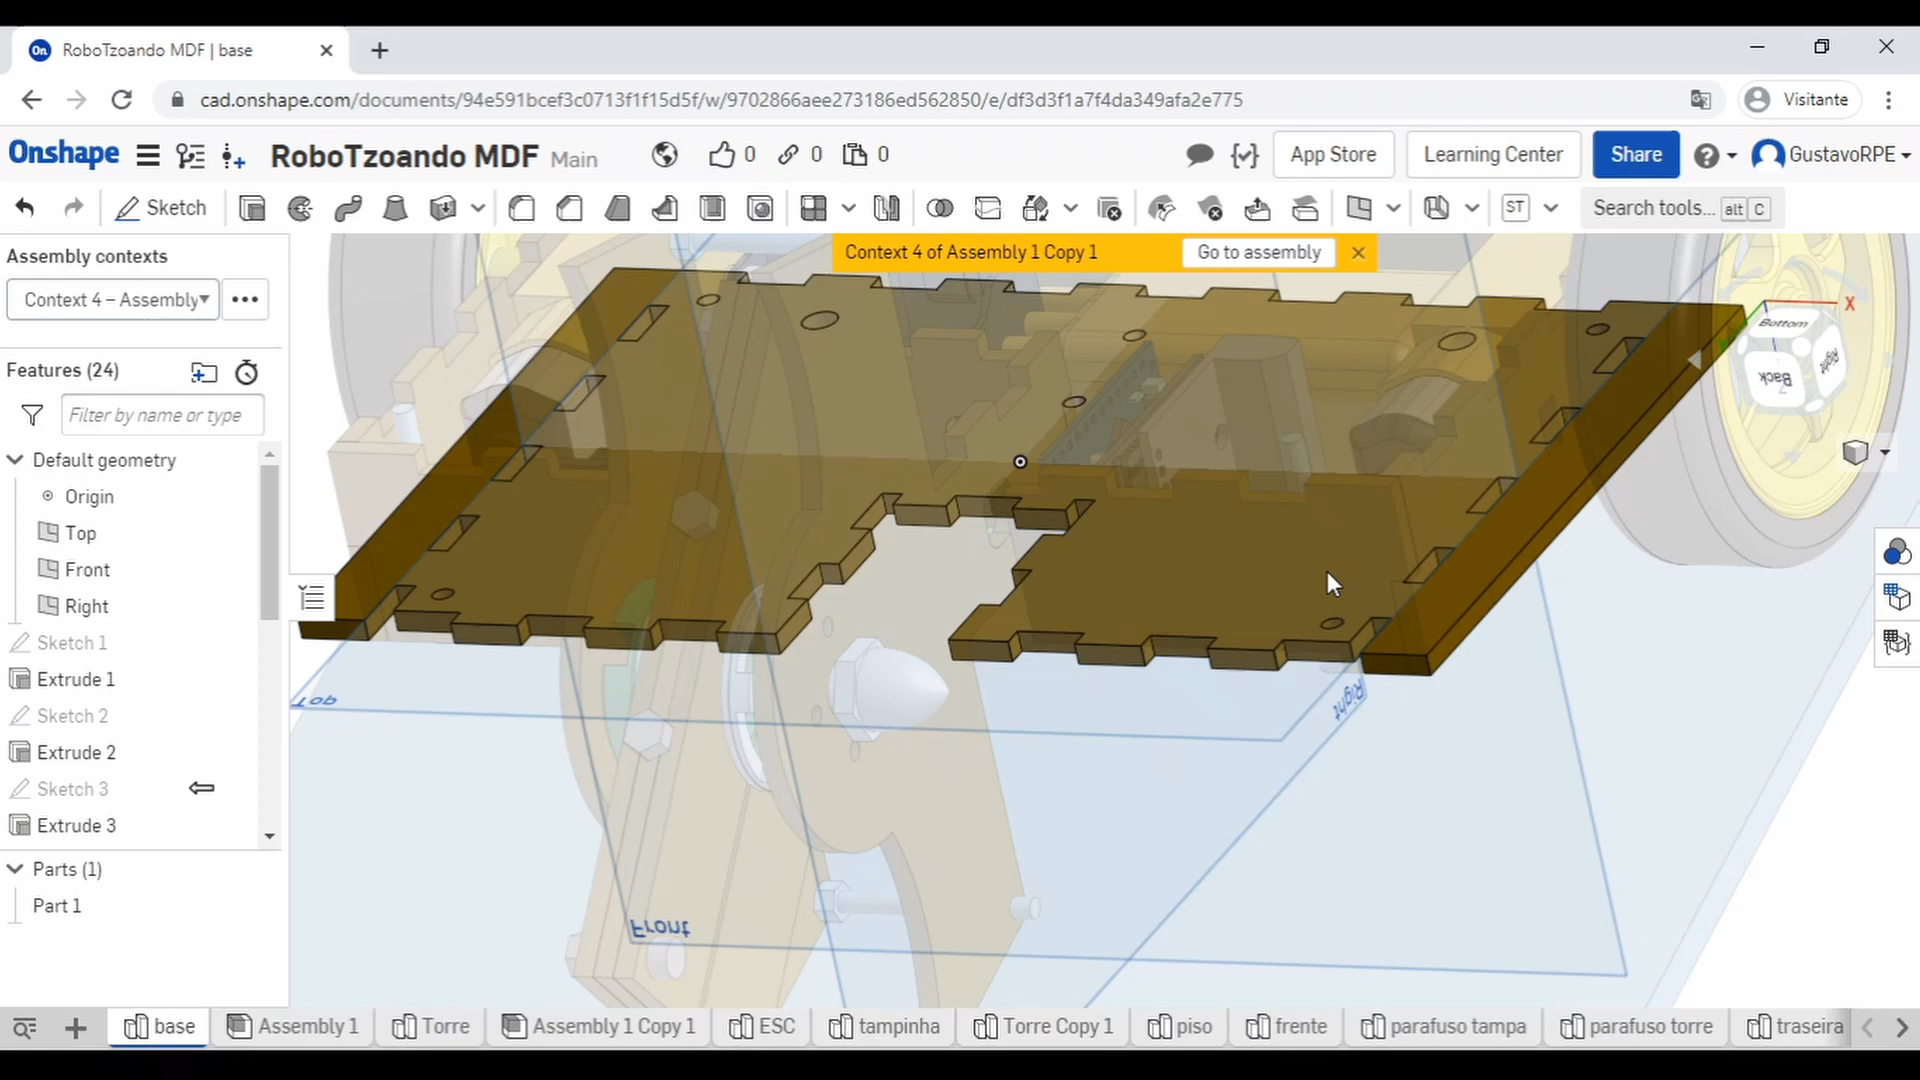 RoboTzoando MDF | base
cad.onshape.com/documents/94e591bcef3c0713f1f15d5f/w/9702866aee273186ed562850/e/df3d3f1a7f4da349afa2e775
Visitante
Onshape
RoboTzoando MDF Main
0 0 0
App Store
Learning Center
Share
GustavoRPE
Sketch
ST
Search tools... alt C
Assembly contexts
Context 4 – Assembly
Context 4 of Assembly 1 Copy 1
Go to assembly
Features (24)
Filter by name or type
Default geometry
Origin
Top
Front
Right
Sketch 1
Extrude 1
Sketch 2
Extrude 2
Sketch 3
Extrude 3
Parts (1)
Part 1
Bottom
Back
Right
X
Z
Top
Right
Front
base
Assembly 1
Torre
Assembly 1 Copy 1
ESC
tampinha
Torre Copy 1
piso
frente
parafuso tampa
parafuso torre
traseira